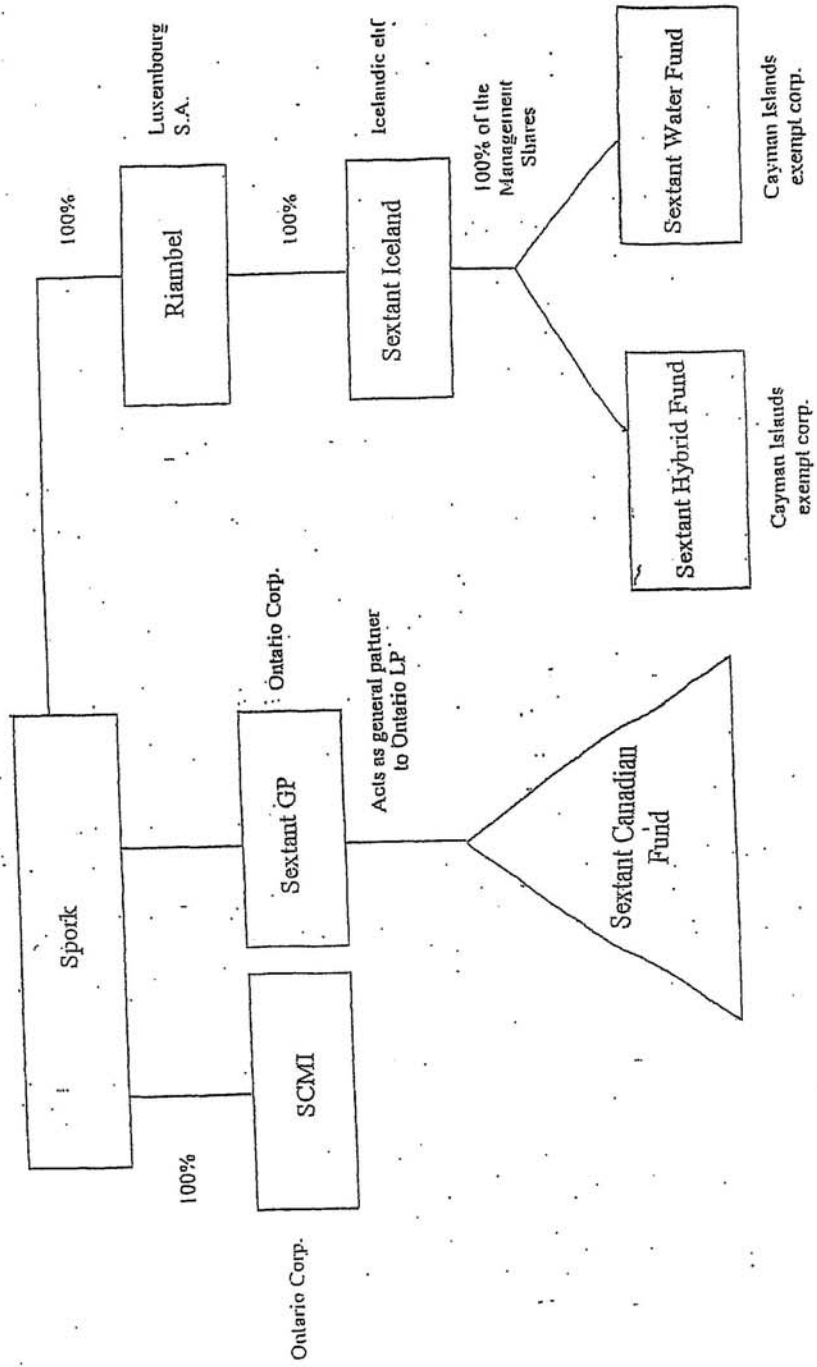 Spork
100%
100%
Ontario Corp.
SCMI
Sextant GP
Ontario Corp.
Acts as general partner
to Ontario LP
Sextant Canadian
Fund
Riambel
Luxembourg
S.A.
100%
Sextant Iceland
Icelandic ehf
100% of the
Management
Shares
Sextant Hybrid Fund
Sextant Water Fund
Cayman Islands
exempt corp.
Cayman Islands
exempt corp.